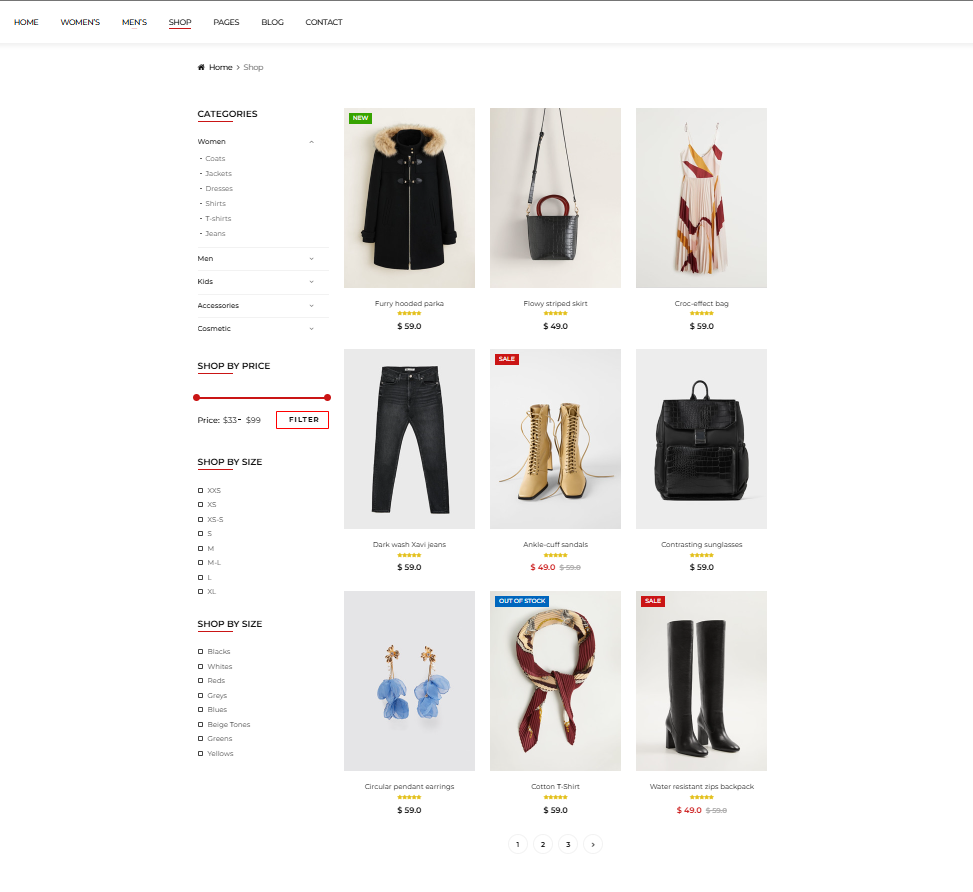 HOME WOMEN'S MEN'S SHOP PAGES BLOG CONTACT
Home > Shop
CATEGORIES
Women
- Coats
- Jackets
- Dresses
- Shirts
- T-shirts
- Jeans
Men
Kids
Accessories
Cosmetic
SHOP BY PRICE
Price: $33- $99 FILTER
SHOP BY SIZE
XXS
XS
XS-S
S
M
M-L
L
XL
SHOP BY SIZE
Blacks
Whites
Reds
Greys
Blues
Beige Tones
Greens
Yellows
NEW
Furry hooded parka
$ 59.0
Flowy striped skirt
$ 49.0
Croc-effect bag
$ 59.0
Dark wash Xavi jeans
$ 59.0
SALE
Ankle-cuff sandals
$ 49.0 $ 59.0
Contrasting sunglasses
$ 59.0
Circular pendant earrings
$ 59.0
OUT OF STOCK
Cotton T-Shirt
$ 59.0
SALE
Water resistant zips backpack
$ 49.0 $ 59.0
1 2 3 >